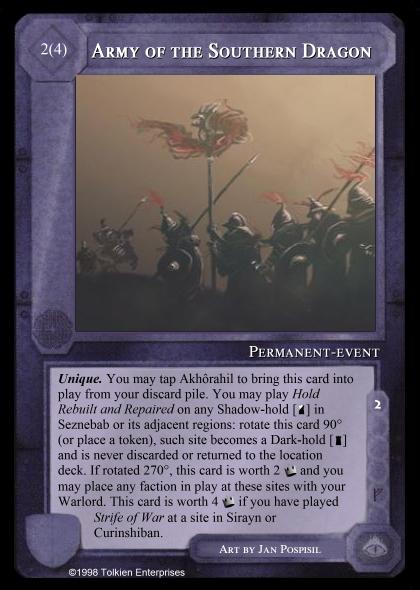 2(4)
ARMY OF THE SOUTHERN DRAGON
PERMANENT-EVENT
Unique. You may tap Akhôrahil to bring this card into
play from your discard pile. You may play Hold
Rebuilt and Repaired on any Shadow-hold [] in
Seznebab or its adjacent regions: rotate this card 90°
(or place a token), such site becomes a Dark-hold []
and is never discarded or returned to the location
deck. If rotated 270°, this card is worth 2 and you
may place any faction in play at these sites with your
Warlord. This card is worth 4 if you have played
Strife of War at a site in Sirayn or
Curinshiban.
2
ART BY JAN POSPISIL
©1998 Tolkien Enterprises